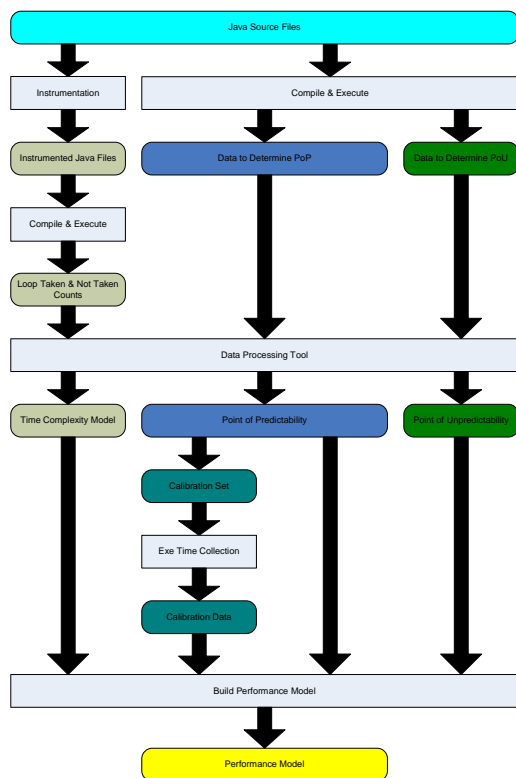 Java Source Files
Instrumentation
Compile & Execute
Instrumented Java Files
Data to Determine PoP
Data to Determine PoU
Compile & Execute
Loop Taken & Not Taken
Counts
Data Processing Tool
Time Complexity Model
Point of Predictability
Point of Unpredictability
Calibration Set
Exe Time Collection
Calibration Data
Build Performance Model
Performance Model